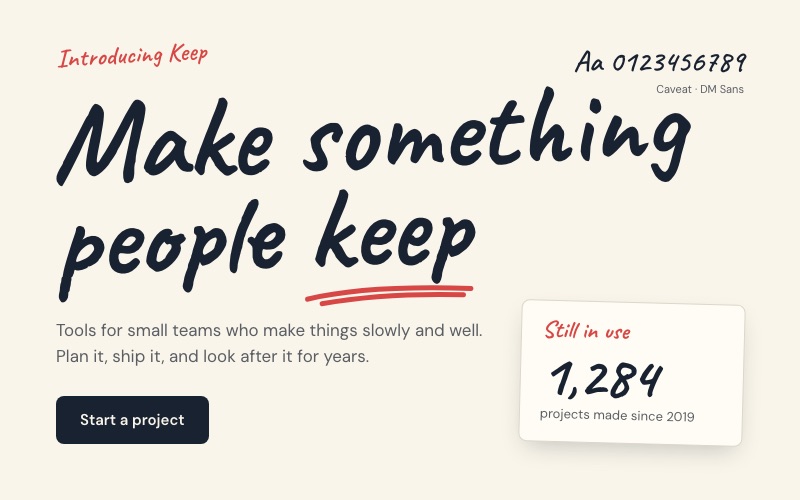 Introducing Keep
Aa 0123456789
Caveat · DM Sans
Make something
people keep
Tools for small teams who make things slowly and well.
Plan it, ship it, and look after it for years.
Start a project
Still in use
1,284
projects made since 2019